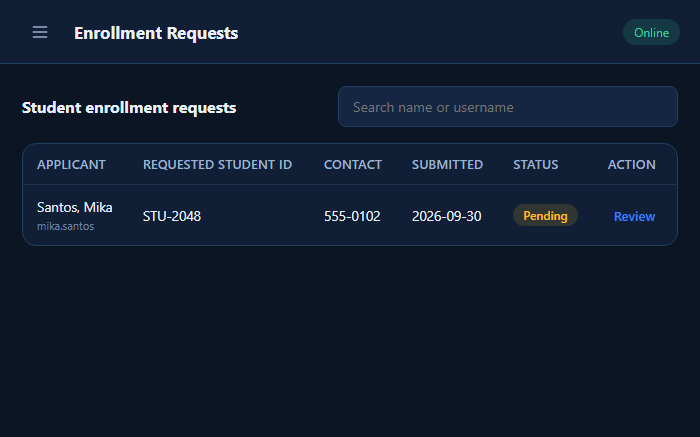 Enrollment Requests
Online
Student enrollment requests
Search name or username
APPLICANT REQUESTED STUDENT ID CONTACT SUBMITTED STATUS ACTION
Santos, Mika STU-2048 555-0102 2026-09-30 Pending Review
mika.santos